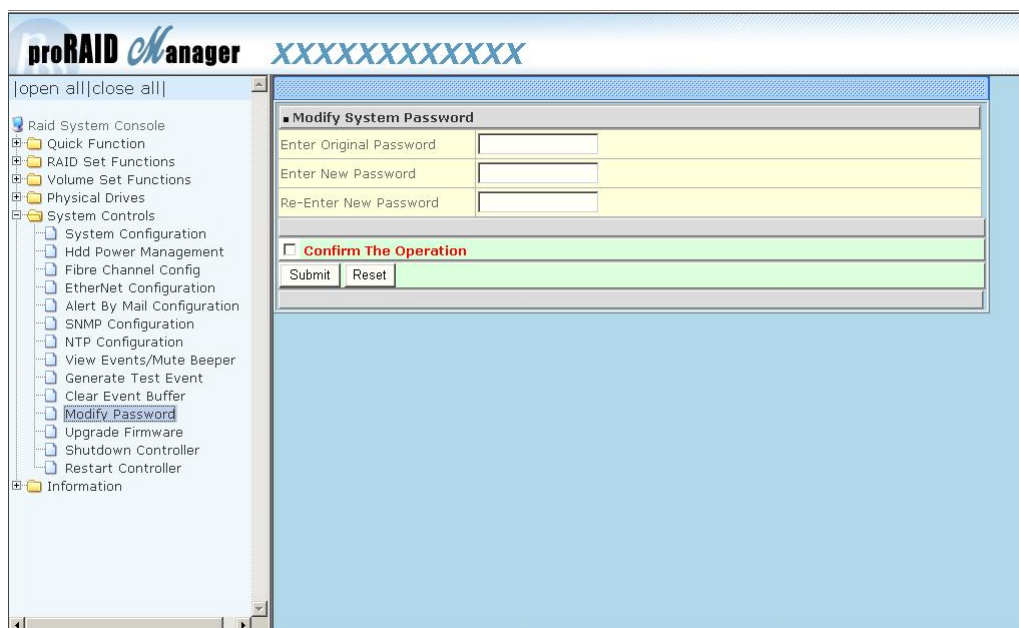 proRAID Manager XXXXXXXXXXXX
|open all|close all|
Raid System Console
Quick Function
RAID Set Functions
Volume Set Functions
Physical Drives
System Controls
System Configuration
Hdd Power Management
Fibre Channel Config
EtherNet Configuration
Alert By Mail Configuration
SNMP Configuration
NTP Configuration
View Events/Mute Beeper
Generate Test Event
Clear Event Buffer
Modify Password
Upgrade Firmware
Shutdown Controller
Restart Controller
Information
Modify System Password
Enter Original Password
Enter New Password
Re-Enter New Password
Confirm The Operation
Submit Reset